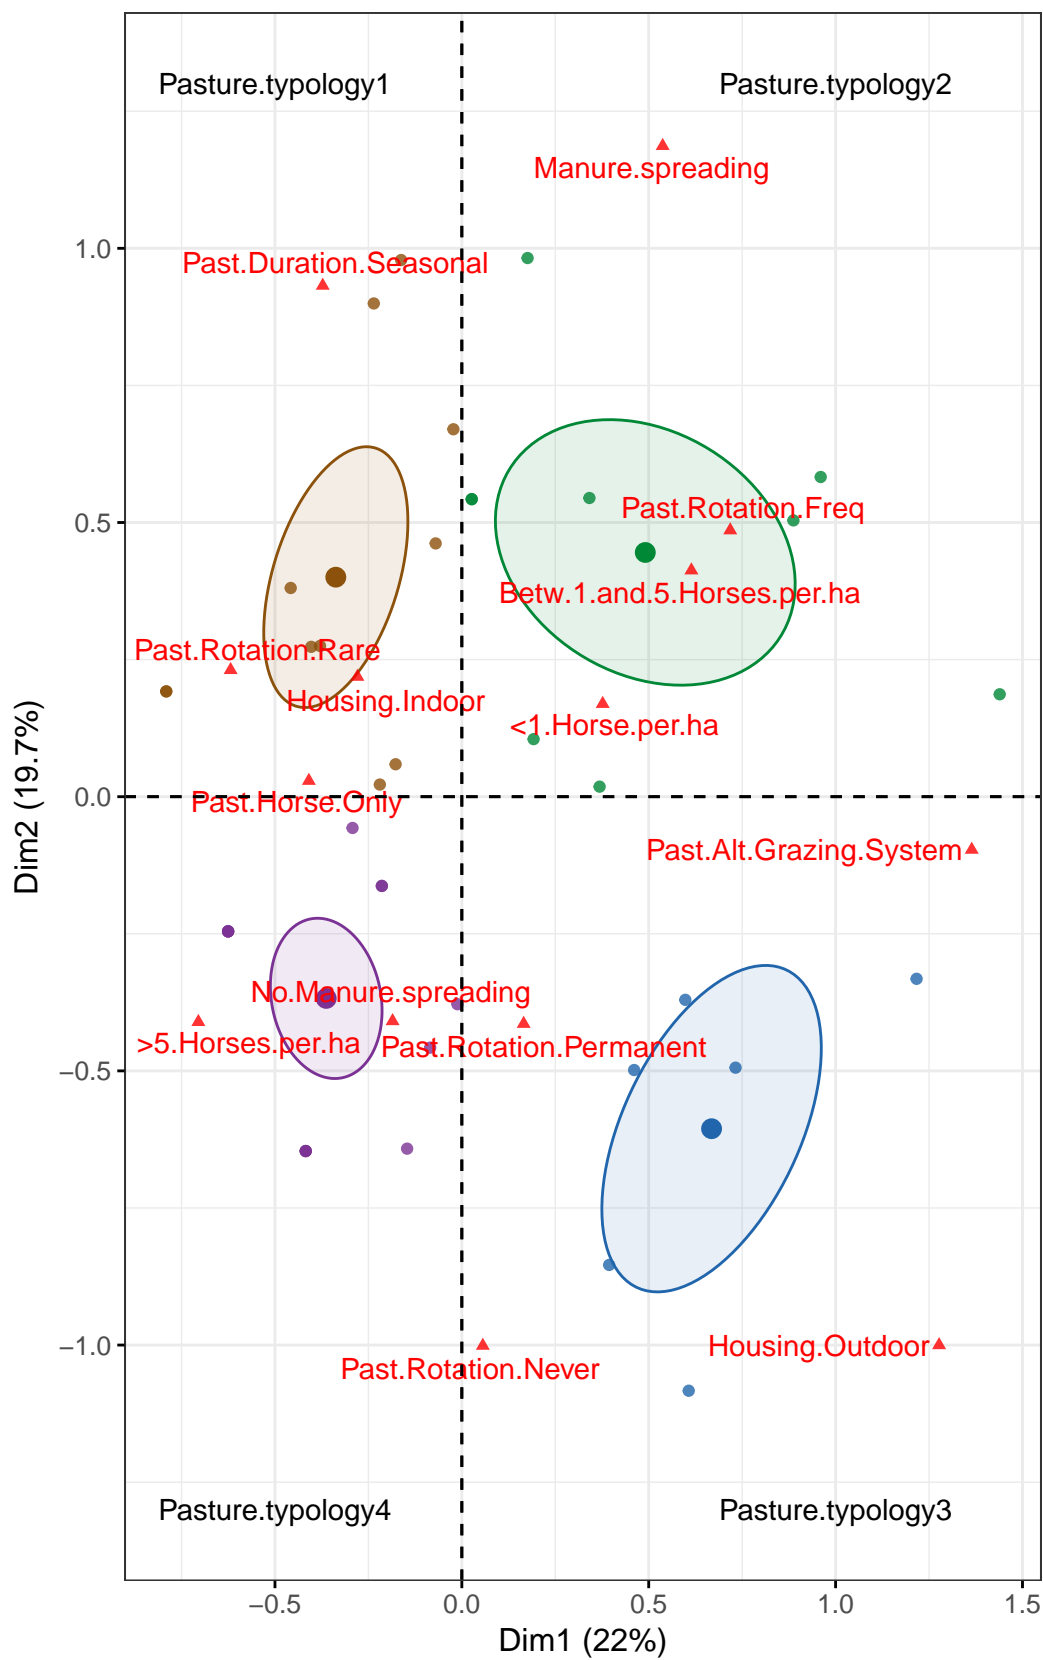 Pasture.typology1
Pasture.typology2
Manure.spreading
Past.Duration.Seasonal
1.0
Past.Rotation.Freq
0.5
Betw.1.and.5.Horses.per.ha
Past.Rotation.Rare
Housing.Indoor
<1.Horse.per.ha
Past.Horse.Only
0.0
Dim2 (19.7%)
Past.Alt.Grazing.System
No.Manure.spreading
>5.Horses.per.ha
Past.Rotation.Permanent
−0.5
−1.0
Housing.Outdoor
Past.Rotation.Never
Pasture.typology4
Pasture.typology3
−0.5
0.0
0.5
1.0
1.5
Dim1 (22%)